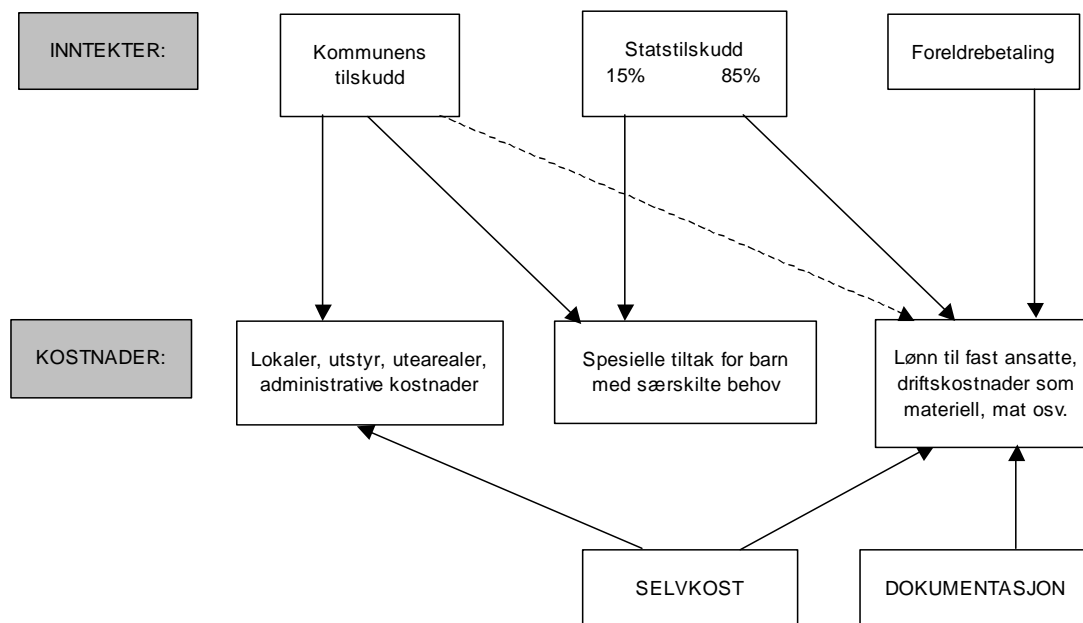 INNTEKTER:
Kommunens
tilskudd
Statstilskudd
15% 85%
Foreldrebetaling
KOSTNADER:
Lokaler, utstyr, utearealer,
administrative kostnader
Spesielle tiltak for barn
med særskilte behov
Lønn til fast ansatte,
driftskostnader som
materiell, mat osv.
SELVKOST
DOKUMENTASJON